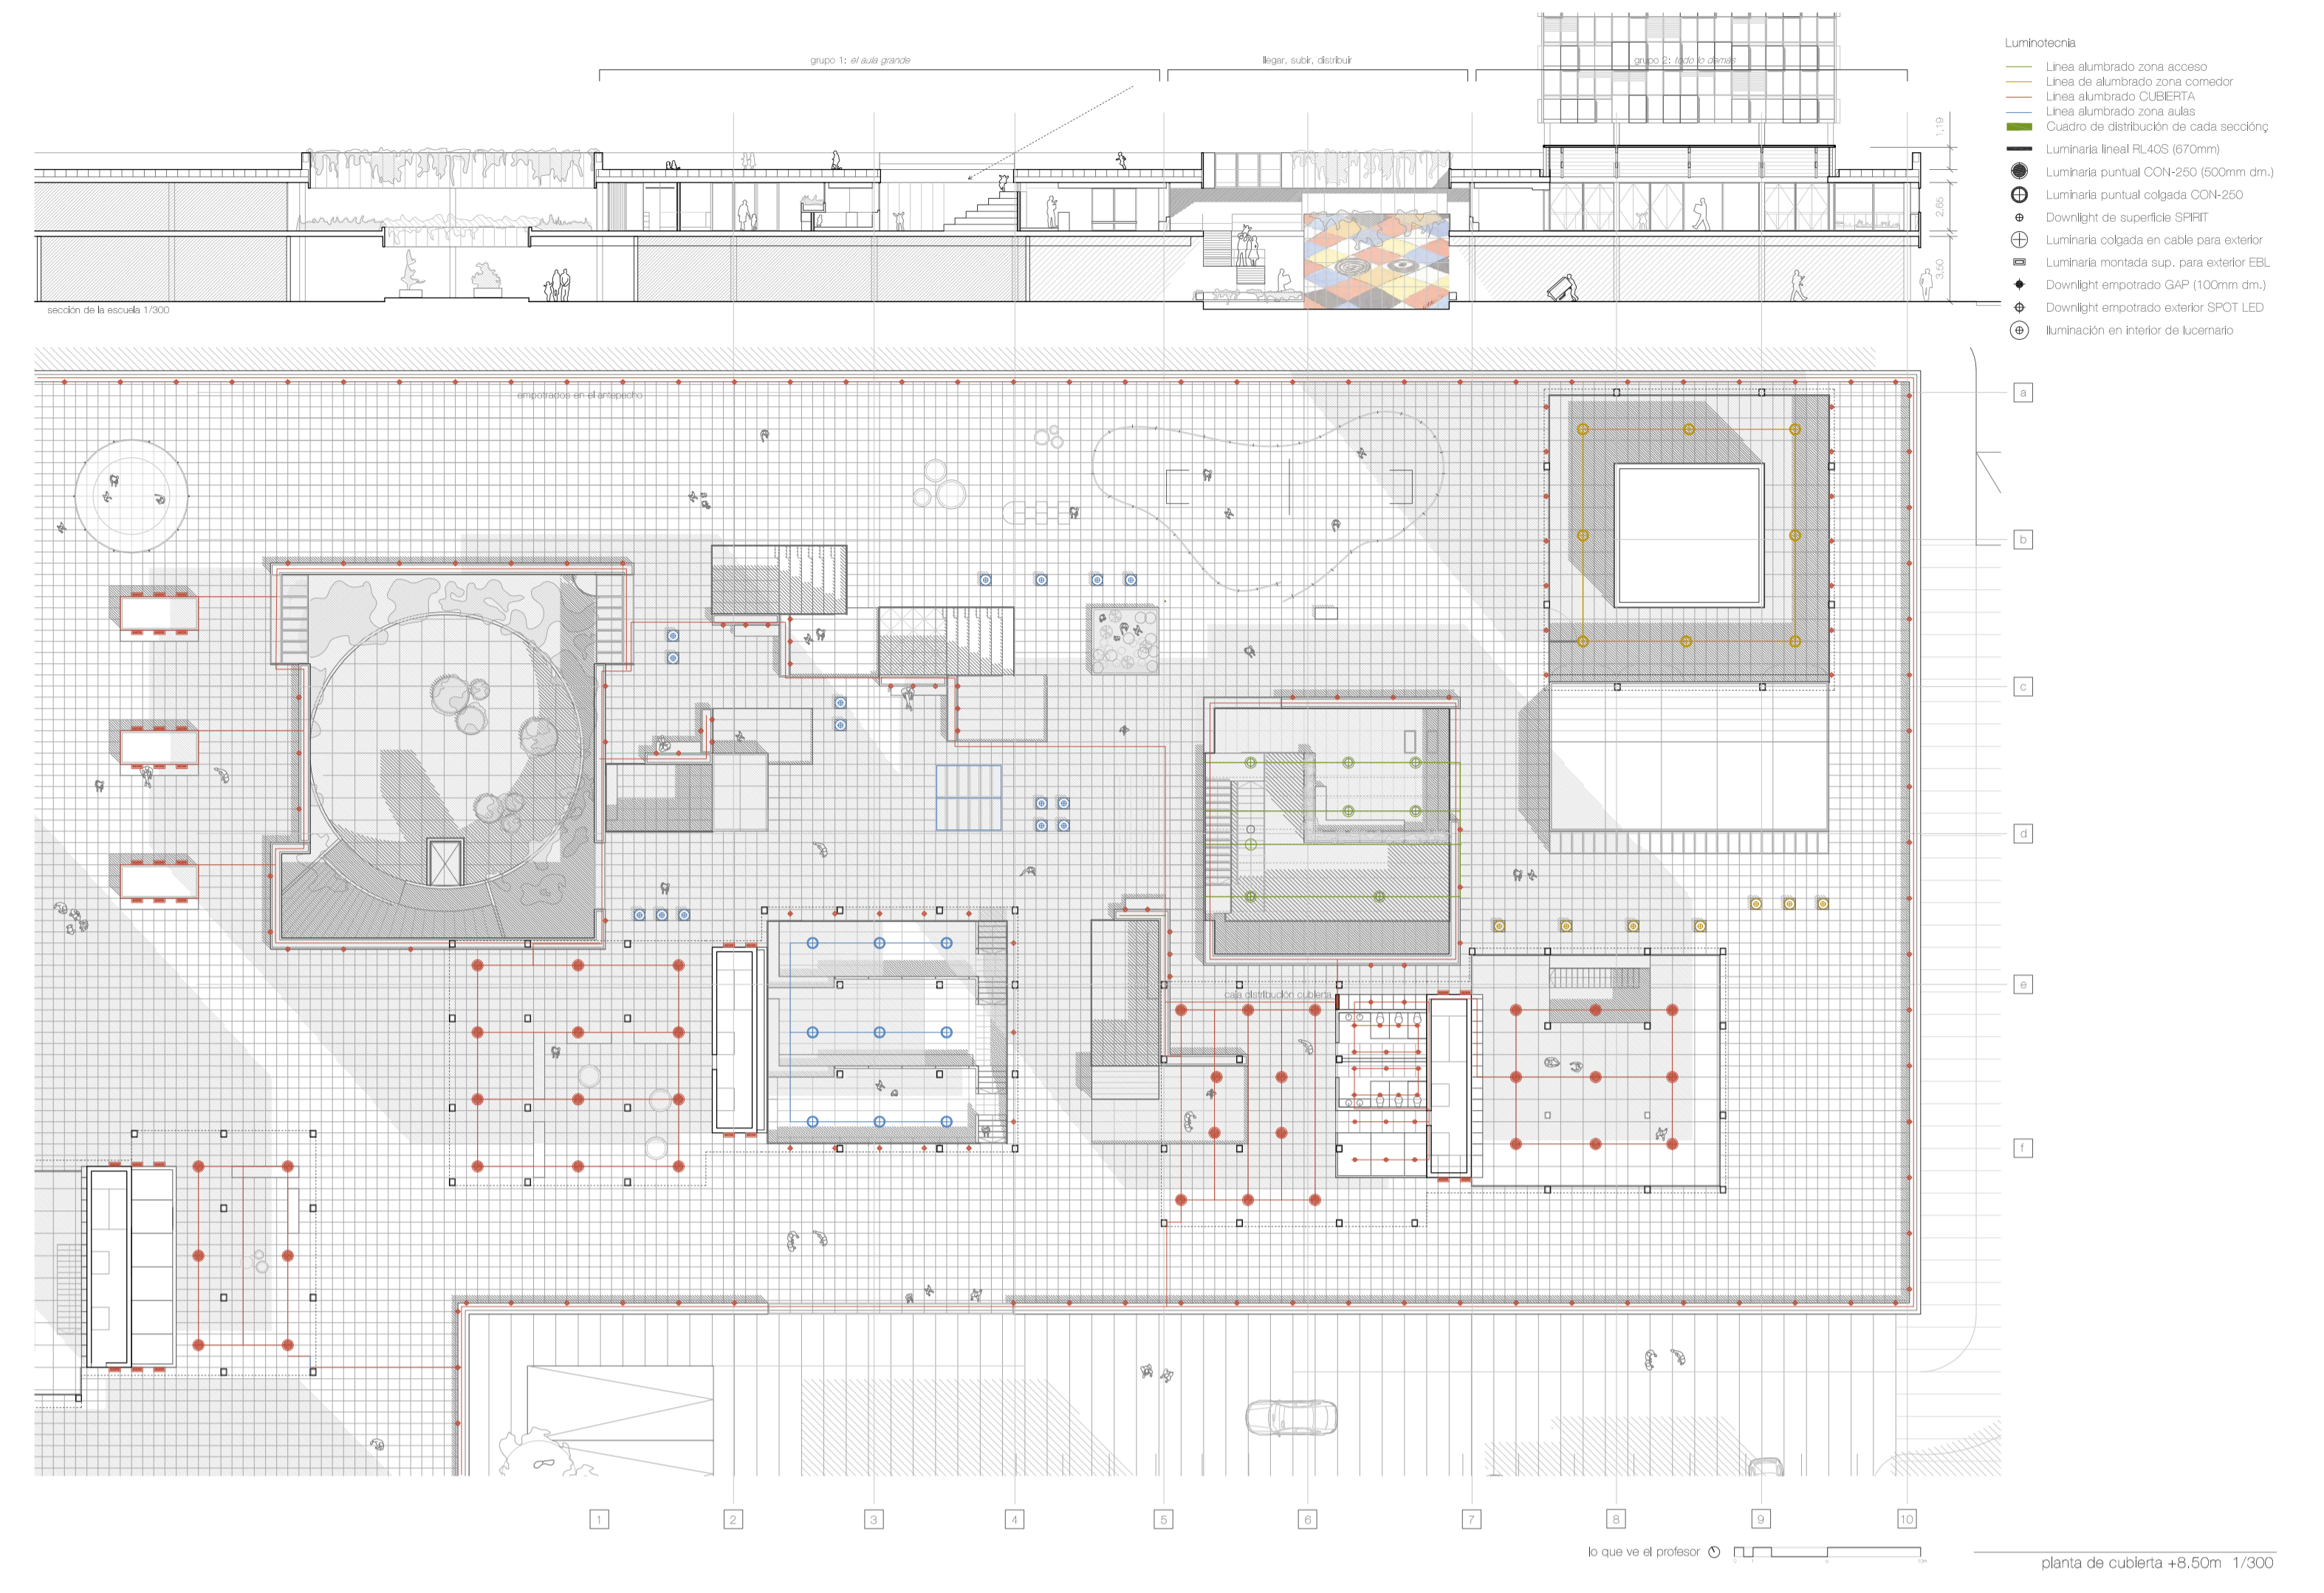 grupo 1: el aula grande
llegar, subir, distribuir
grupo 2: todo lo demas
Luminotecnia
Linea alumbrado zona acceso
Linea de alumbrado zona comedor
Linea alumbrado CUBIERTA
Linea alumbrado zona aulas
Cuadro de distribución de cada secciónç
Luminaria lineal RL40S (670mm)
Luminaria puntual CON-250 (500mm dm.)
Luminaria puntual colgada CON-250
Downlight de superficie SPIRIT
Luminaria colgada en cable para exterior
Luminaria montada sup. para exterior EBL
Downlight empotrado GAP (100mm dm.)
Downlight empotrado exterior SPOT LED
Iluminación en interior de lucernario
1,19
2,65
3,50
sección de la escuela 1/300
empotrados en el antepecho
a
b
c
d
e
caja distribución cubierta
f
1
2
3
4
5
6
7
8
9
10
lo que ve el profesor
planta de cubierta +8.50m 1/300